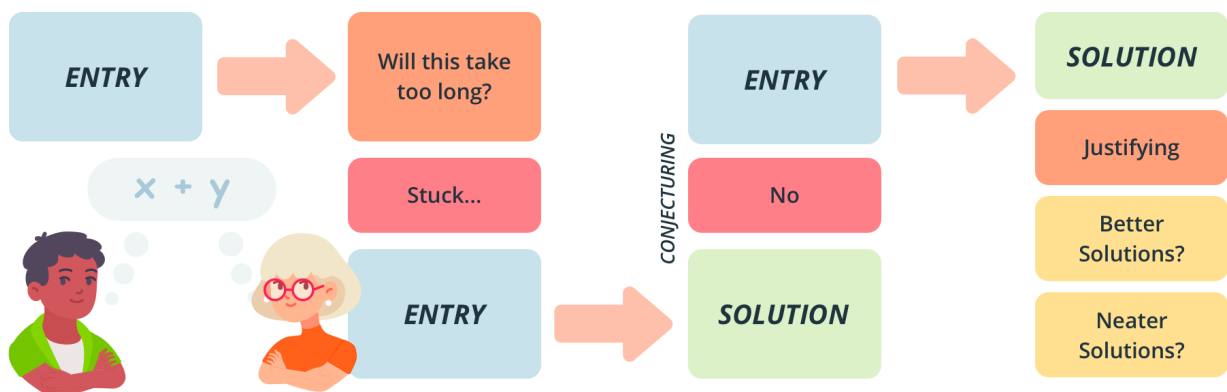 ENTRY
Will this take
too long?
Stuck...
ENTRY
x + y
CONJECTURING
ENTRY
No
SOLUTION
SOLUTION
Justifying
Better
Solutions?
Neater
Solutions?